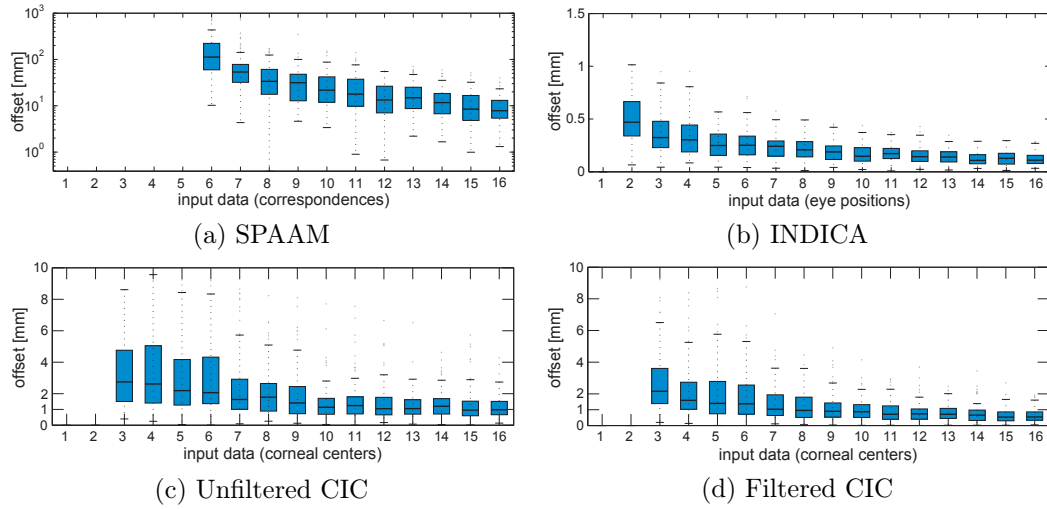 10³
10²
10¹
10⁰
offset [mm]
1 2 3 4 5 6 7 8 9 10 11 12 13 14 15 16
input data (correspondences)
(a) SPAAM
1.5
1
0.5
0
offset [mm]
1 2 3 4 5 6 7 8 9 10 11 12 13 14 15 16
input data (eye positions)
(b) INDICA
10
8
6
4
2
1
0
offset [mm]
1 2 3 4 5 6 7 8 9 10 11 12 13 14 15 16
input data (corneal centers)
(c) Unfiltered CIC
10
8
6
4
2
1
0
offset [mm]
1 2 3 4 5 6 7 8 9 10 11 12 13 14 15 16
input data (corneal centers)
(d) Filtered CIC